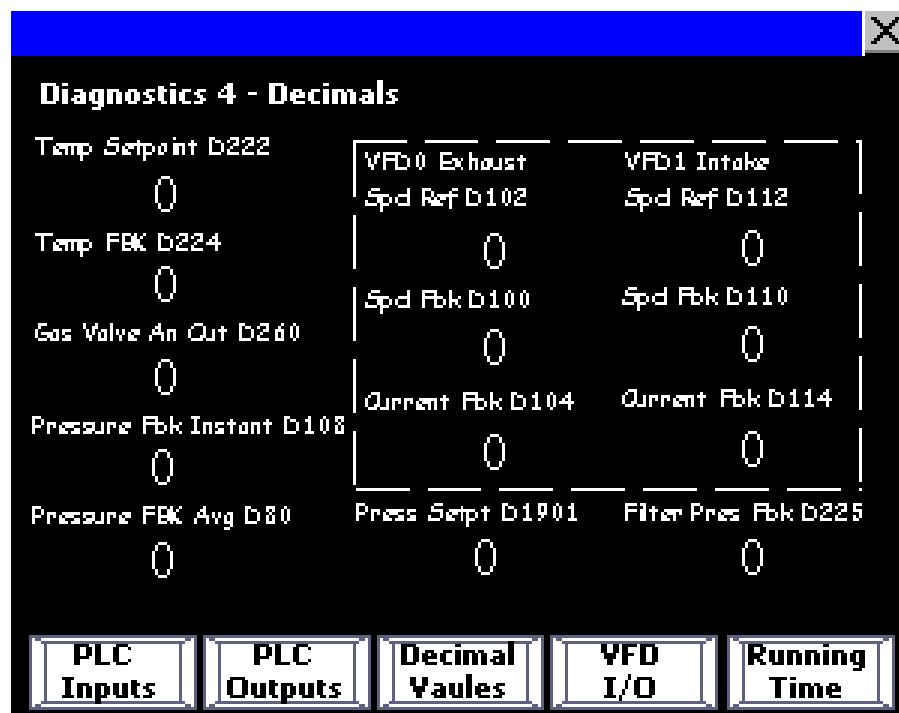 Diagnostics 4 - Decimals
Temp Setpoint D222
0
Temp FBK D224
0
Gas Valve An Out D260
0
Pressure Fbk Instant D108
0
Pressure FBK Avg D80
0
VFD0 Exhaust
Spd Ref D102
0
Spd Fbk D100
0
Current Fbk D104
0
VFD1 Intake
Spd Ref D112
0
Spd Fbk D110
0
Current Fbk D114
0
Press Setpt D1901
0
Filter Pres Fbk D225
0
PLC
Inputs
PLC
Outputs
Decimal
Vaules
VFD
I/O
Running
Time